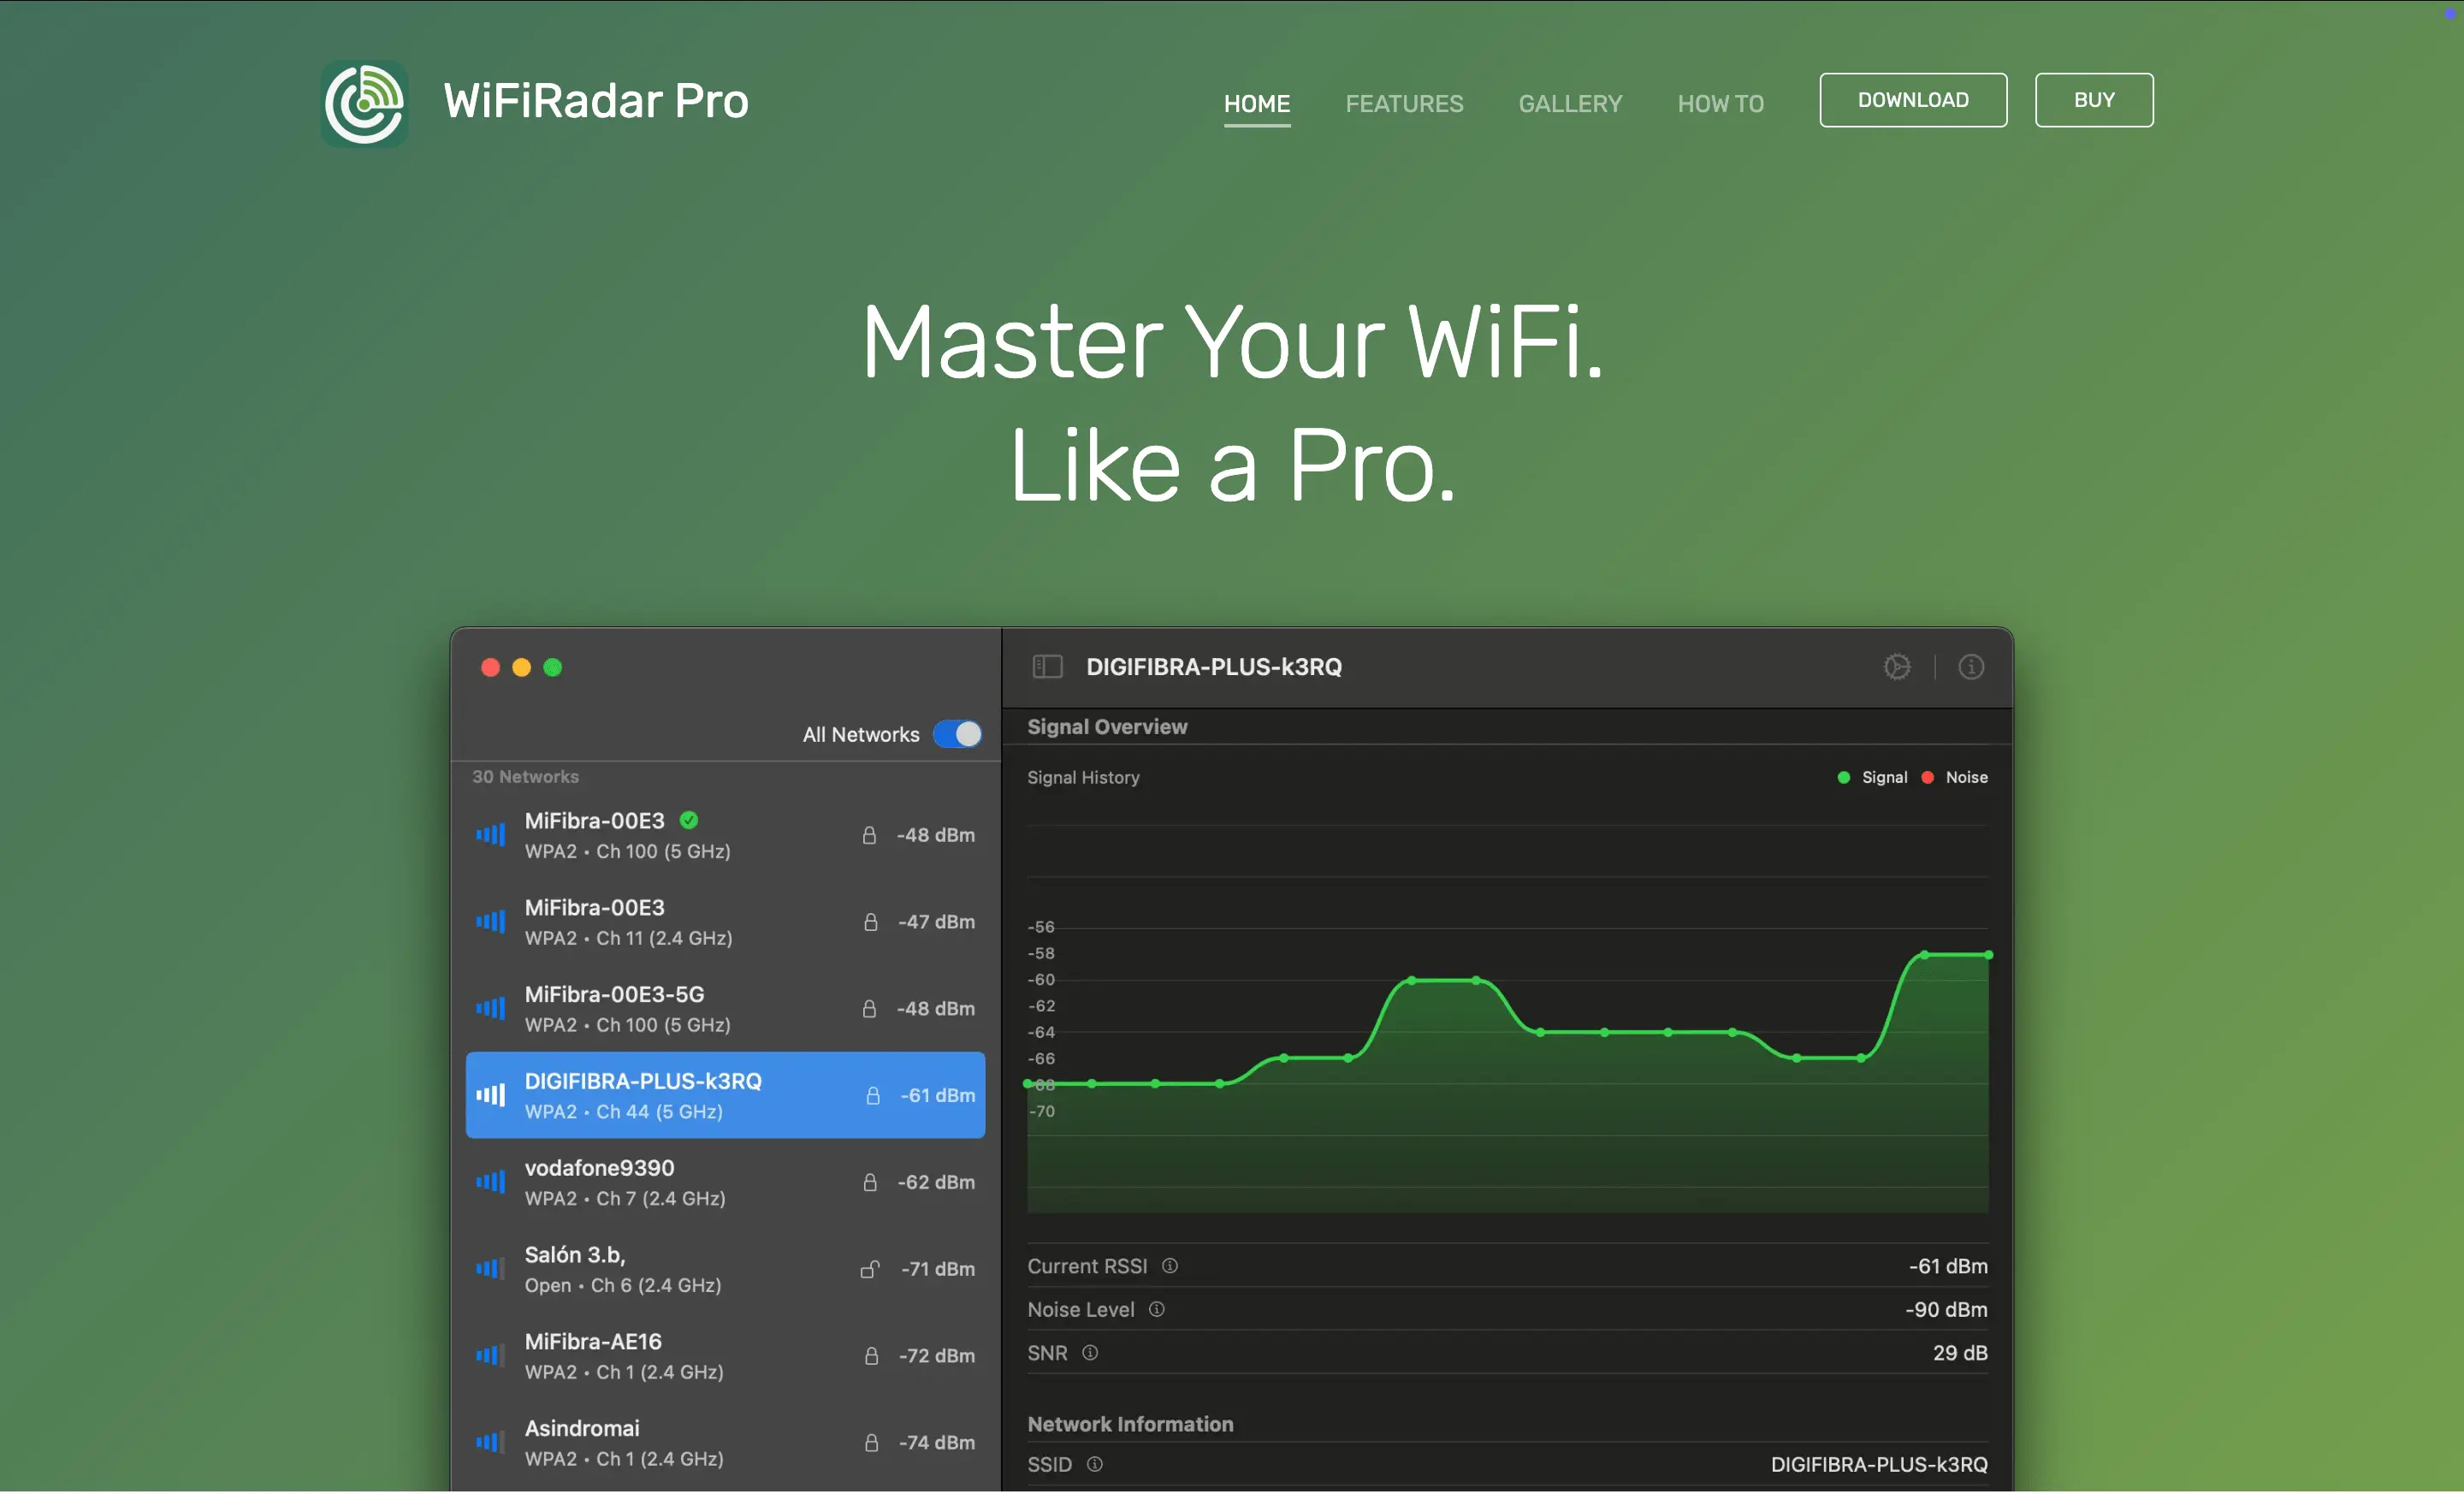 WiFiRadar Pro
HOME FEATURES GALLERY HOW TO DOWNLOAD BUY
Master Your WiFi.
Like a Pro.
All Networks
30 Networks
MiFibra-00E3
WPA2 • Ch 100 (5 GHz)
-48 dBm
MiFibra-00E3
WPA2 • Ch 11 (2.4 GHz)
-47 dBm
MiFibra-00E3-5G
WPA2 • Ch 100 (5 GHz)
-48 dBm
DIGIFIBRA-PLUS-k3RQ
WPA2 • Ch 44 (5 GHz)
-61 dBm
vodafone9390
WPA2 • Ch 7 (2.4 GHz)
-62 dBm
Salón 3.b,
Open • Ch 6 (2.4 GHz)
-71 dBm
MiFibra-AE16
WPA2 • Ch 1 (2.4 GHz)
-72 dBm
Asindromai
WPA2 • Ch 1 (2.4 GHz)
-74 dBm
DIGIFIBRA-PLUS-k3RQ
Signal Overview
Signal History
Signal Noise
-56
-58
-60
-62
-64
-66
-68
-70
Current RSSI -61 dBm
Noise Level -90 dBm
SNR 29 dB
Network Information
SSID DIGIFIBRA-PLUS-k3RQ